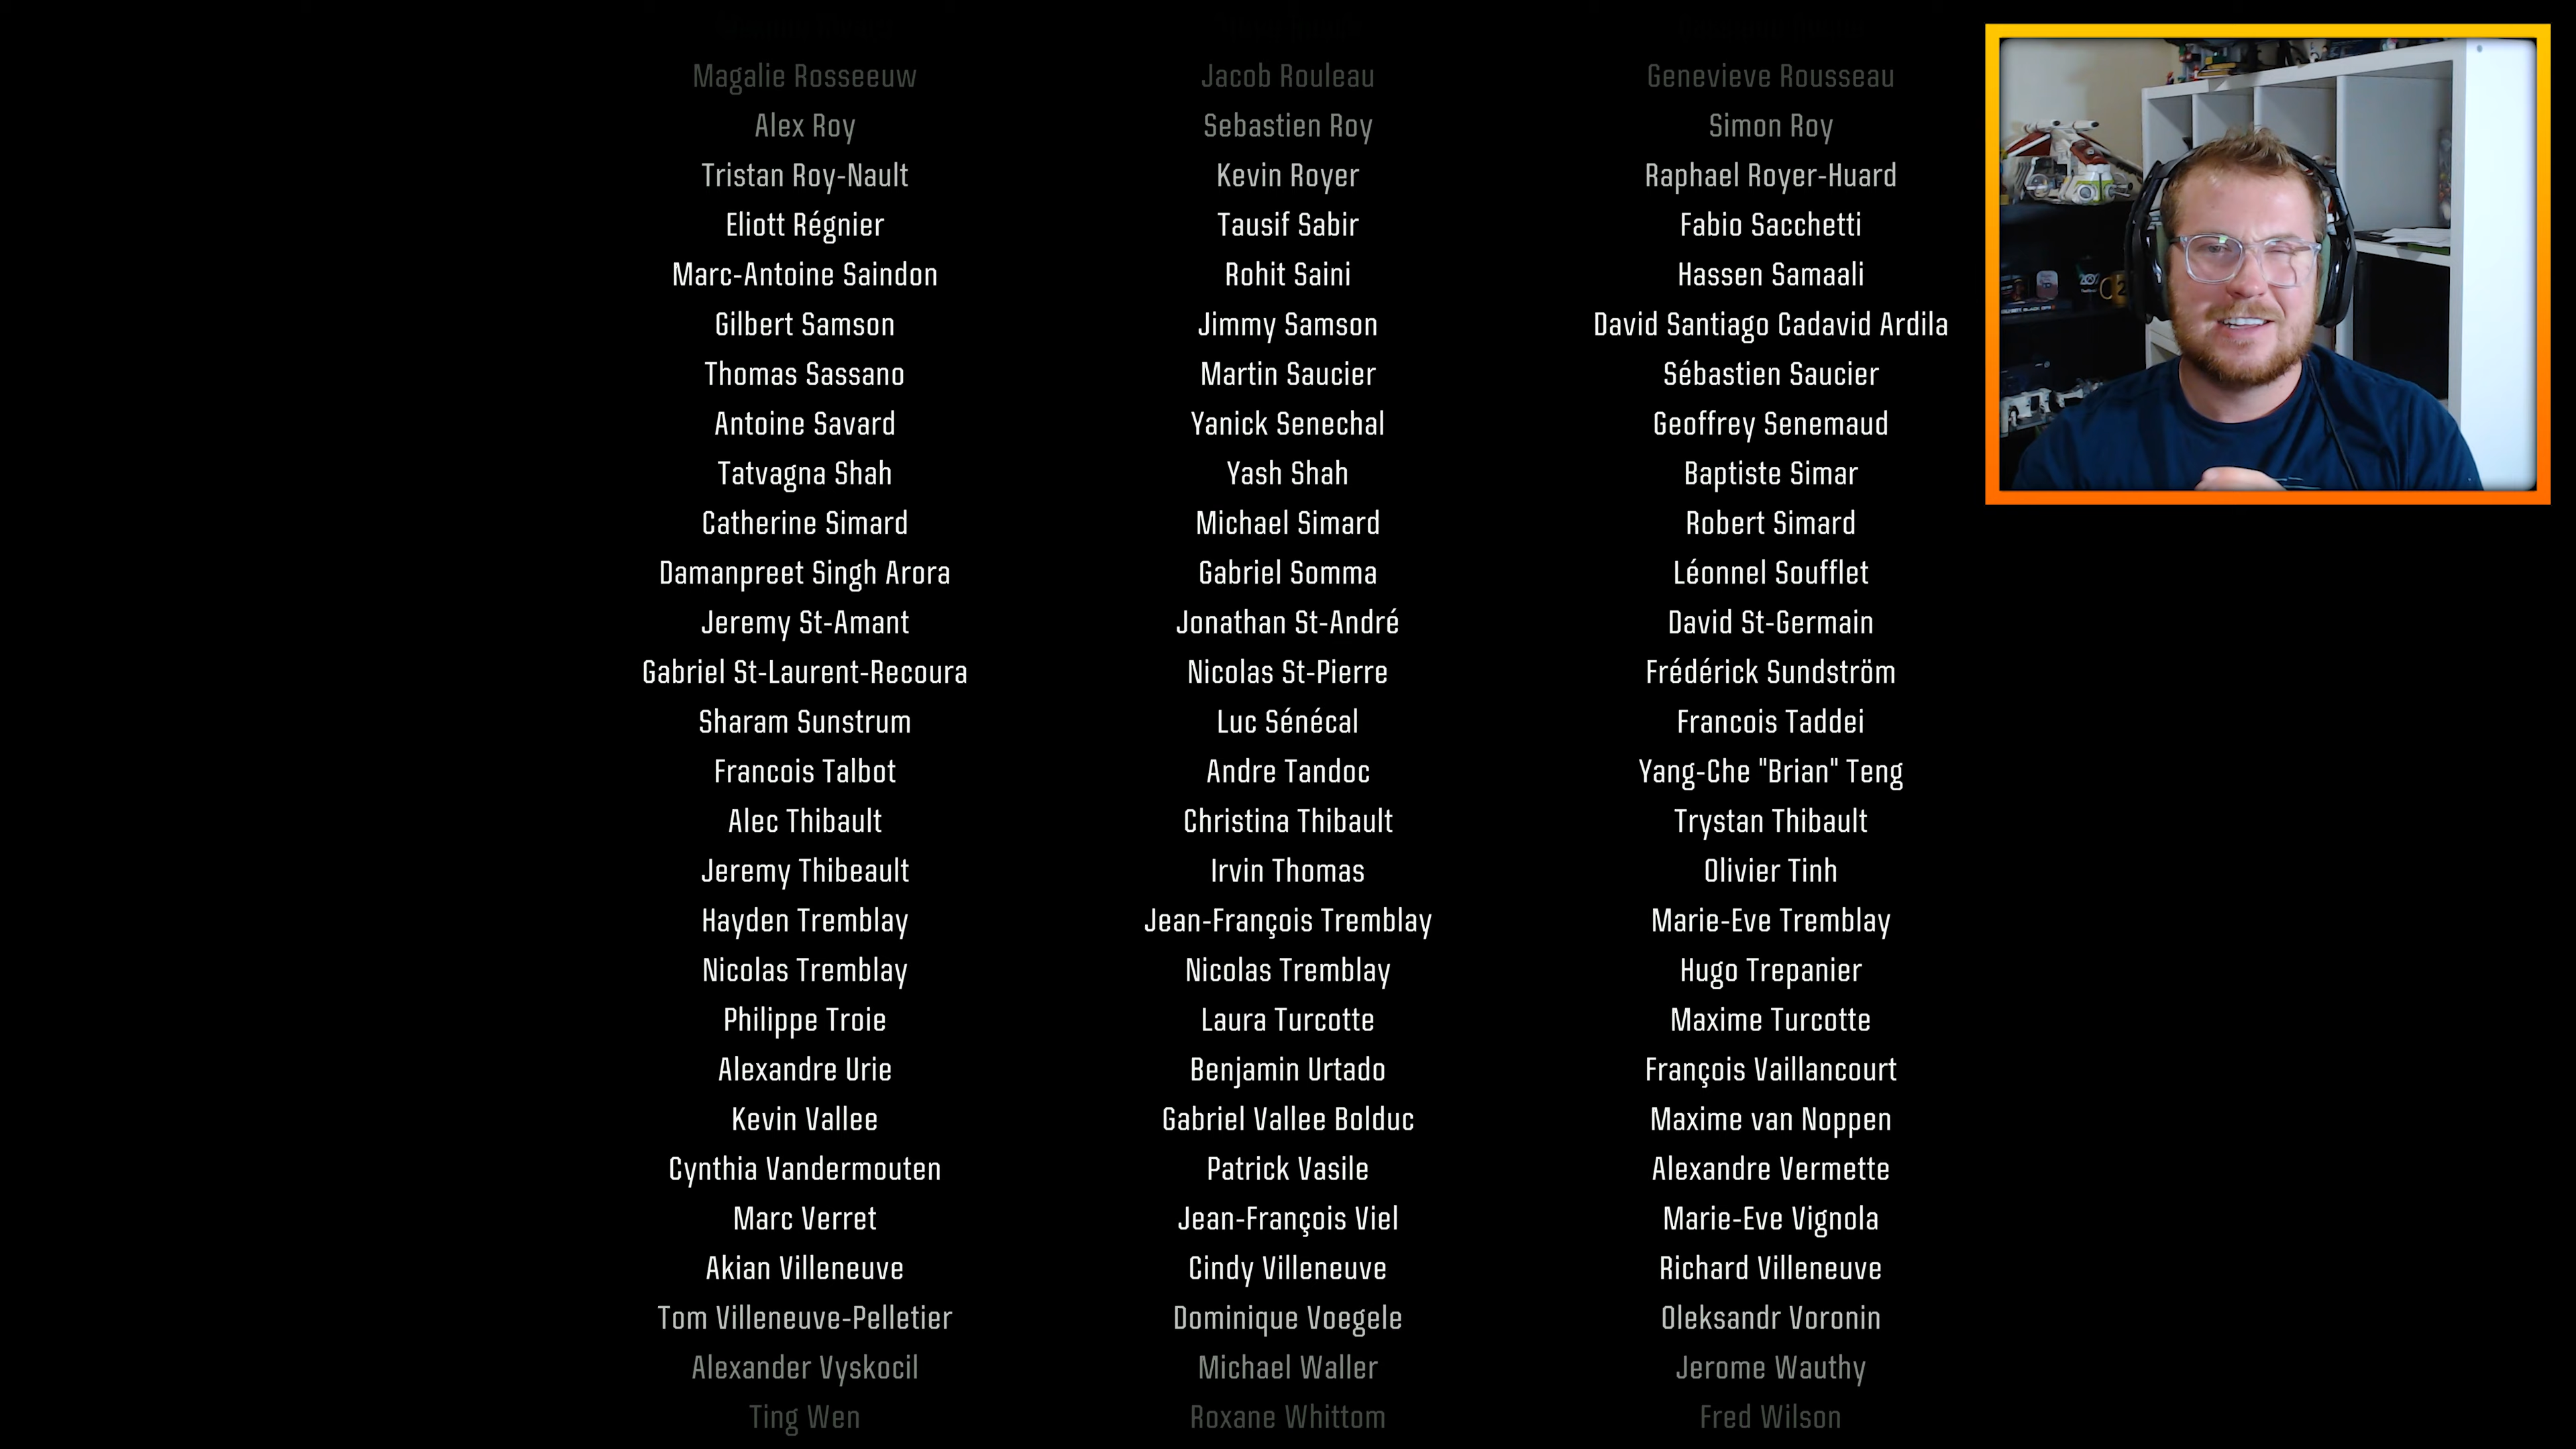 Magalie Rosseeuw Jacob Rouleau Genevieve Rousseau
Alex Roy Sebastien Roy Simon Roy
Tristan Roy-Nault Kevin Royer Raphael Royer-Huard
Eliott Régnier Tausif Sabir Fabio Sacchetti
Marc-Antoine Saindon Rohit Saini Hassen Samaali
Gilbert Samson Jimmy Samson David Santiago Cadavid Ardila
Thomas Sassano Martin Saucier Sébastien Saucier
Antoine Savard Yanick Senechal Geoffrey Senemaud
Tatvagna Shah Yash Shah Baptiste Simar
Catherine Simard Michael Simard Robert Simard
Damanpreet Singh Arora Gabriel Somma Léonnel Soufflet
Jeremy St-Amant Jonathan St-André David St-Germain
Gabriel St-Laurent-Recoura Nicolas St-Pierre Frédérick Sundström
Sharam Sunstrum Luc Sénécal Francois Taddei
Francois Talbot Andre Tandoc Yang-Che "Brian" Teng
Alec Thibault Christina Thibault Trystan Thibault
Jeremy Thibeault Irvin Thomas Olivier Tinh
Hayden Tremblay Jean-François Tremblay Marie-Eve Tremblay
Nicolas Tremblay Nicolas Tremblay Hugo Trepanier
Philippe Troie Laura Turcotte Maxime Turcotte
Alexandre Urie Benjamin Urtado François Vaillancourt
Kevin Vallee Gabriel Vallee Bolduc Maxime van Noppen
Cynthia Vandermouten Patrick Vasile Alexandre Vermette
Marc Verret Jean-François Viel Marie-Eve Vignola
Akian Villeneuve Cindy Villeneuve Richard Villeneuve
Tom Villeneuve-Pelletier Dominique Voegele Oleksandr Voronin
Alexander Vyskocil Michael Waller Jerome Wauthy
Ting Wen Roxane Whittom Fred Wilson